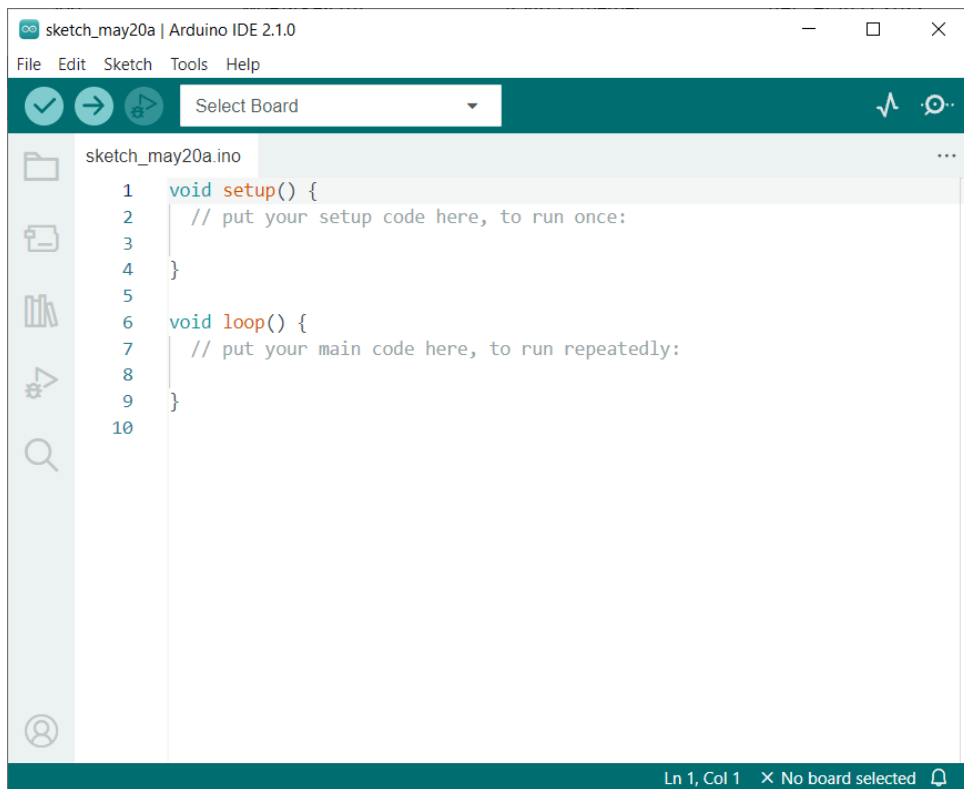 sketch_may20a | Arduino IDE 2.1.0
File Edit Sketch Tools Help
Select Board
sketch_may20a.ino
1 void setup() {
2 // put your setup code here, to run once:
3
4 }
5
6 void loop() {
7 // put your main code here, to run repeatedly:
8
9 }
10
Ln 1, Col 1 × No board selected